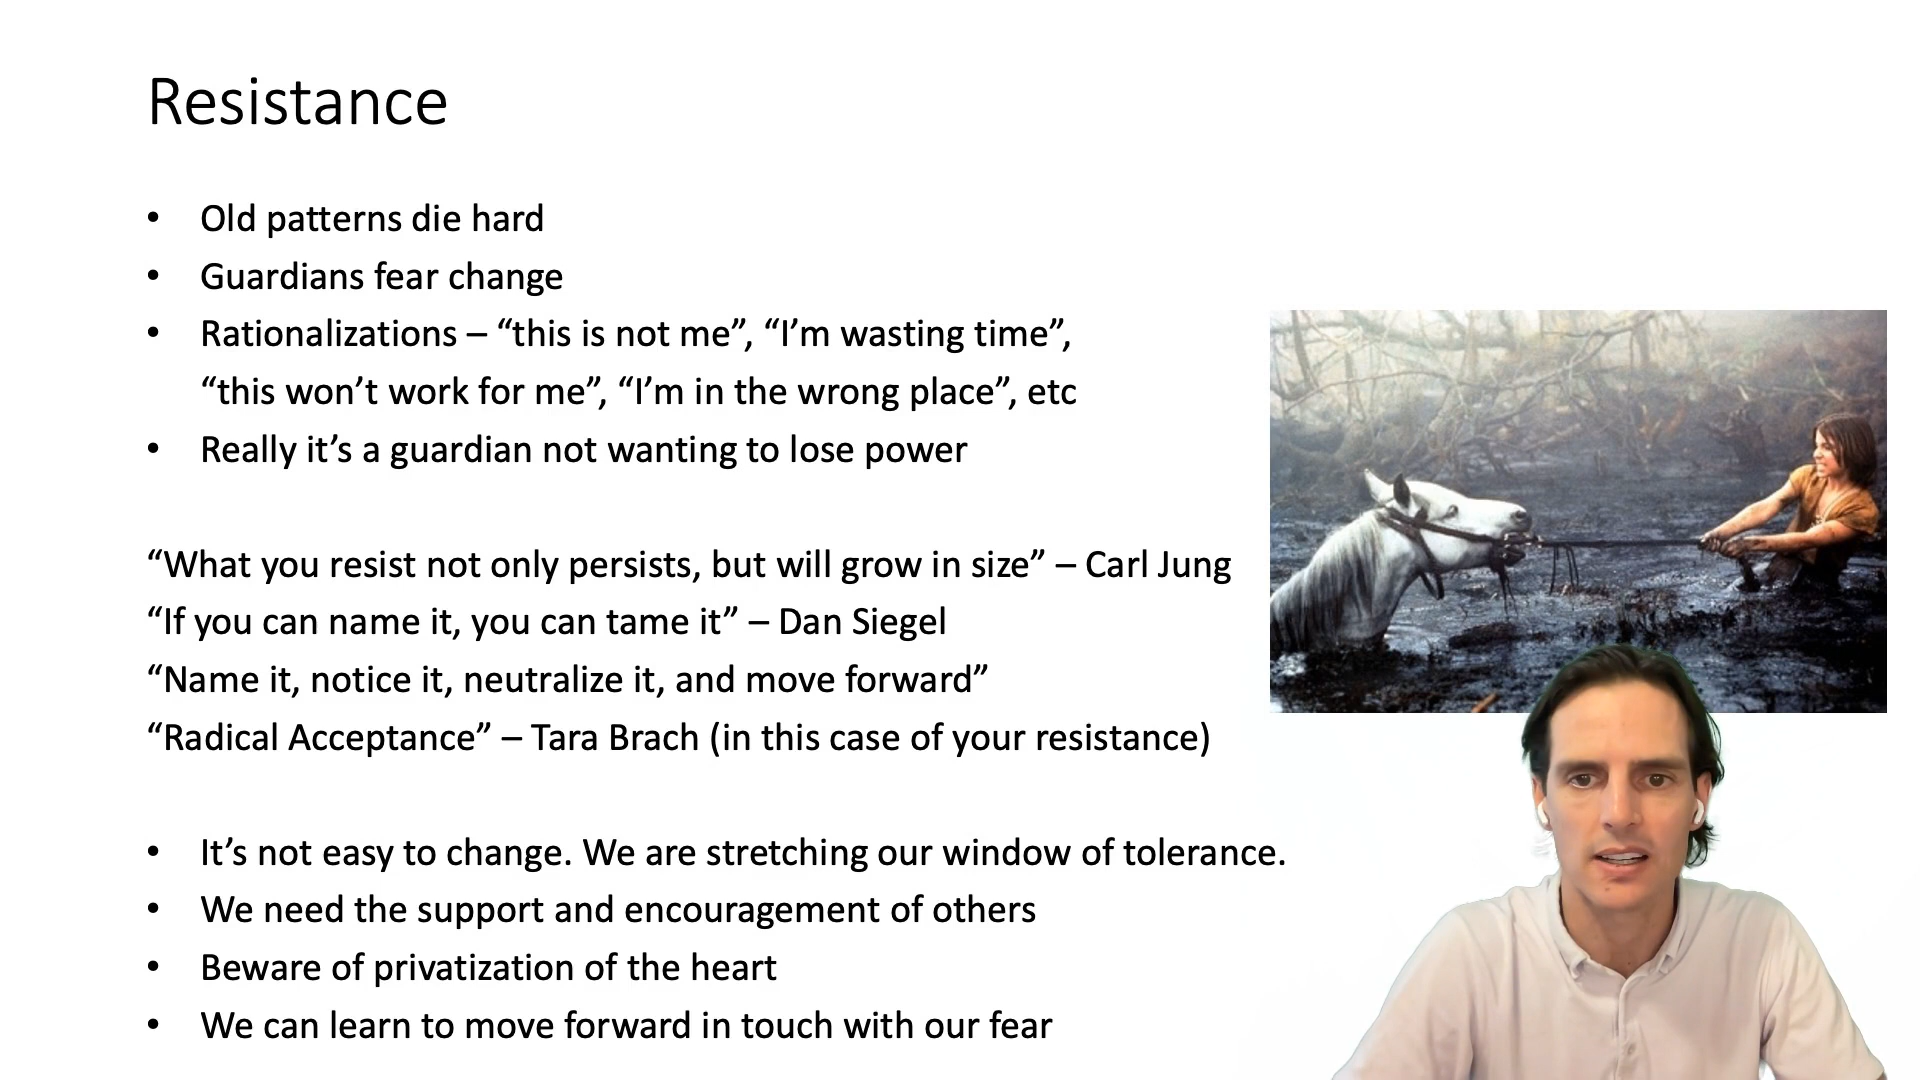 Resistance
• Old patterns die hard
• Guardians fear change
• Rationalizations – “this is not me”, “I’m wasting time”,
“this won’t work for me”, “I’m in the wrong place”, etc
• Really it’s a guardian not wanting to lose power
“What you resist not only persists, but will grow in size” – Carl Jung
“If you can name it, you can tame it” – Dan Siegel
“Name it, notice it, neutralize it, and move forward”
“Radical Acceptance” – Tara Brach (in this case of your resistance)
• It’s not easy to change. We are stretching our window of tolerance.
• We need the support and encouragement of others
• Beware of privatization of the heart
• We can learn to move forward in touch with our fear